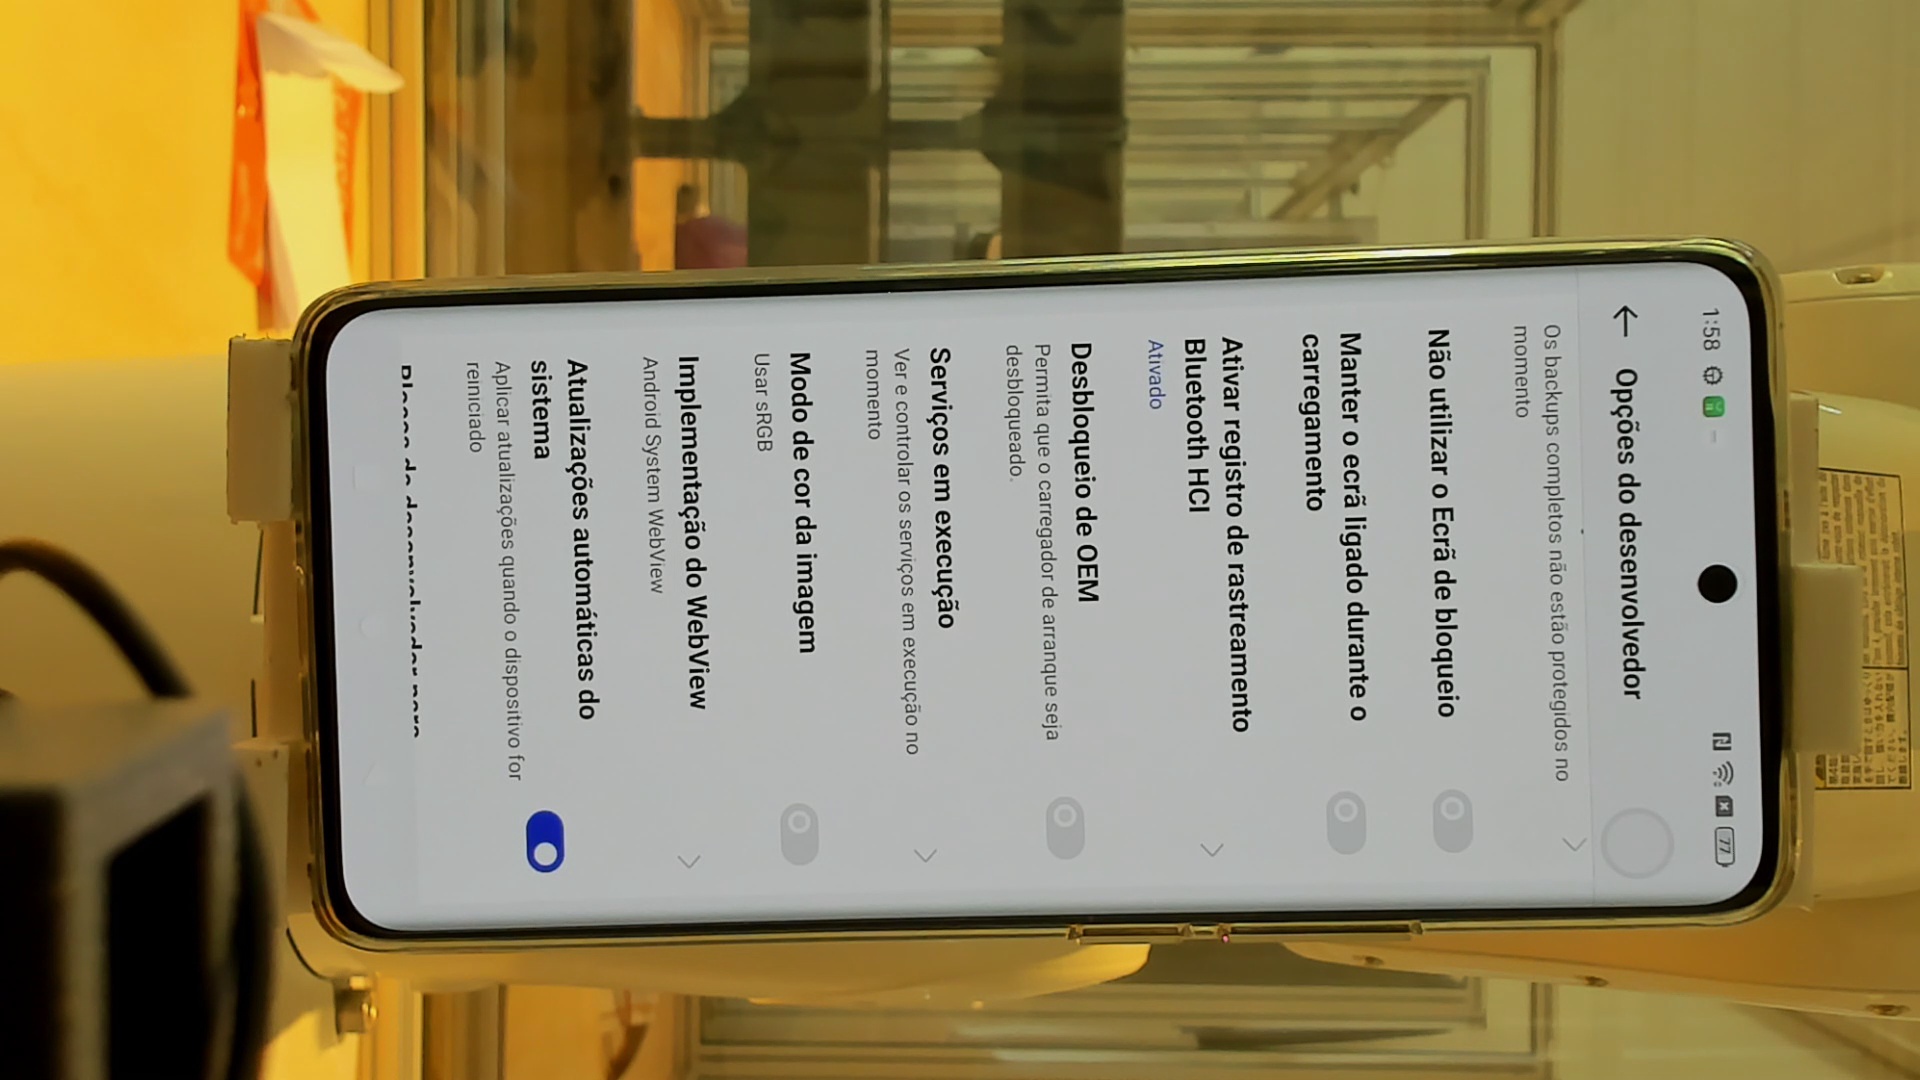 1:58
77
Opções do desenvolvedor
Os backups completos não estão protegidos no
momento
Não utilizar o Ecrã de bloqueio
Manter o ecrã ligado durante o
carregamento
Ativar registro de rastreamento
Bluetooth HCI
Ativado
Desbloqueio de OEM
Permita que o carregador de arranque seja
desbloqueado.
Serviços em execução
Ver e controlar os serviços em execução no
momento
Modo de cor da imagem
Usar sRGB
Implementação do WebView
Android System WebView
Atualizações automáticas do
sistema
Aplicar atualizações quando o dispositivo for
reiniciado